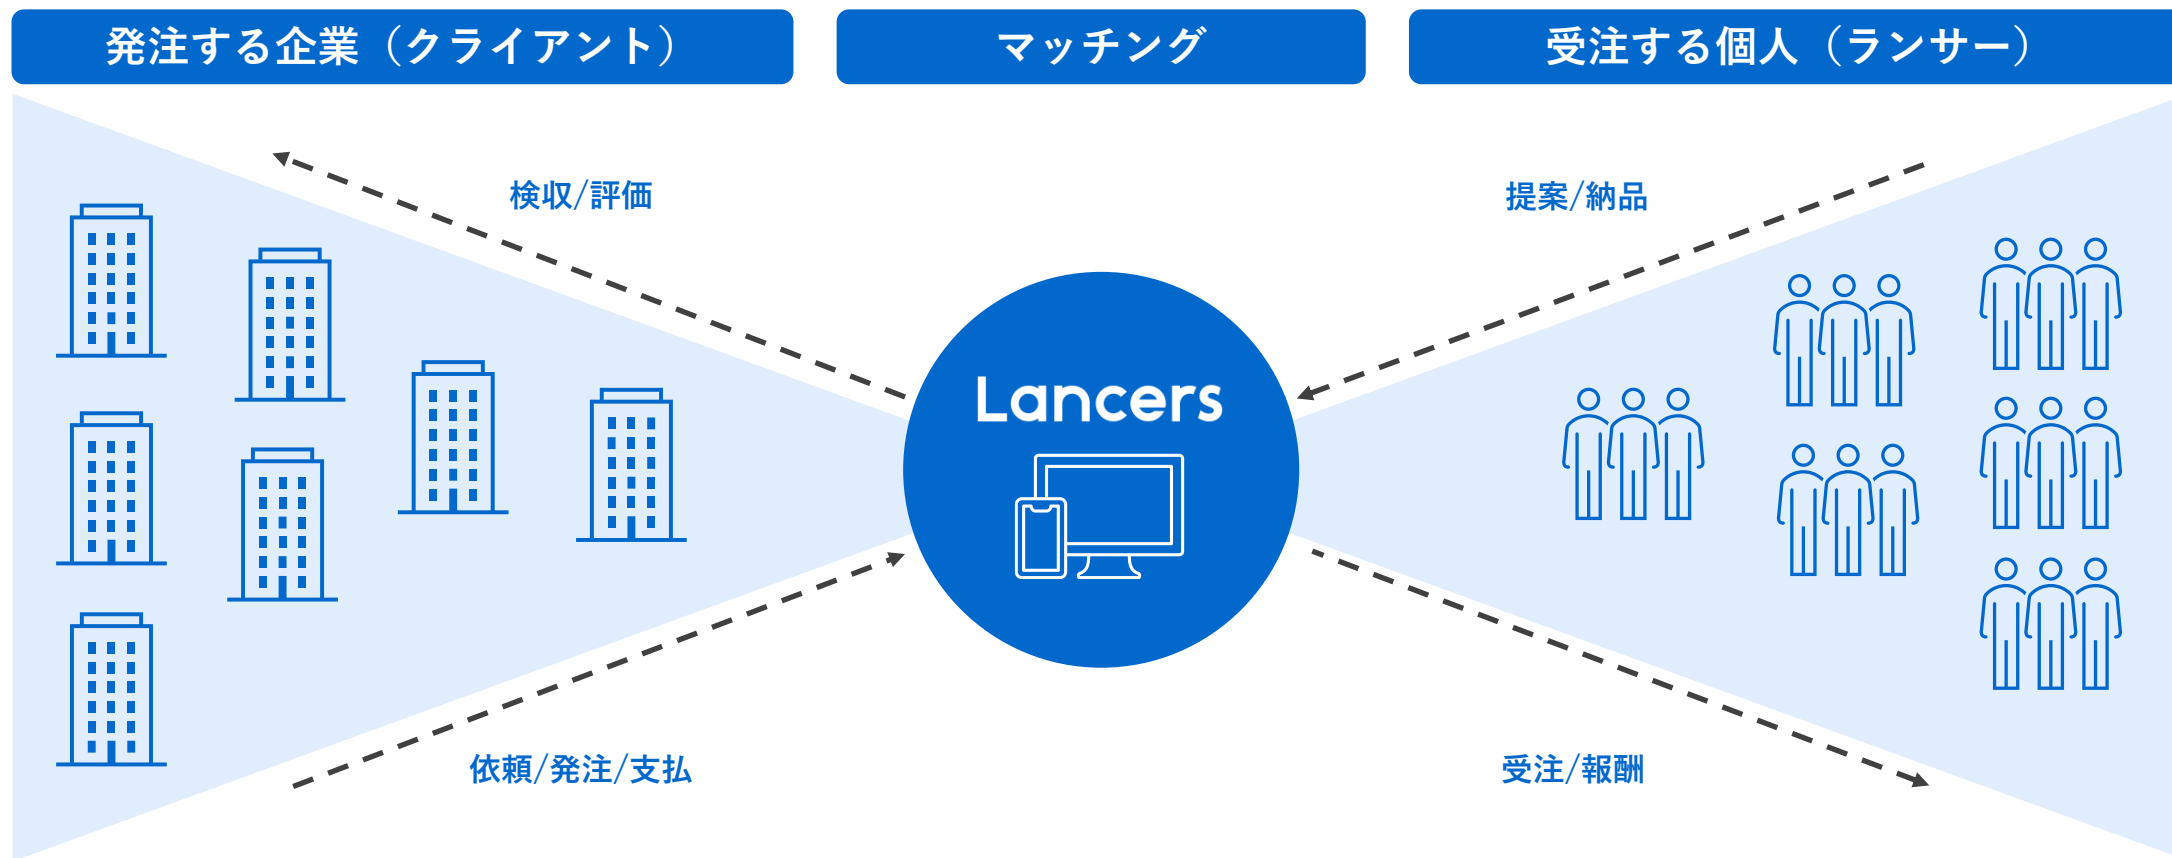 発注する企業（クライアント）
マッチング
受注する個人（ランサー）
検収/評価
提案/納品
Lancers
依頼/発注/支払
受注/報酬